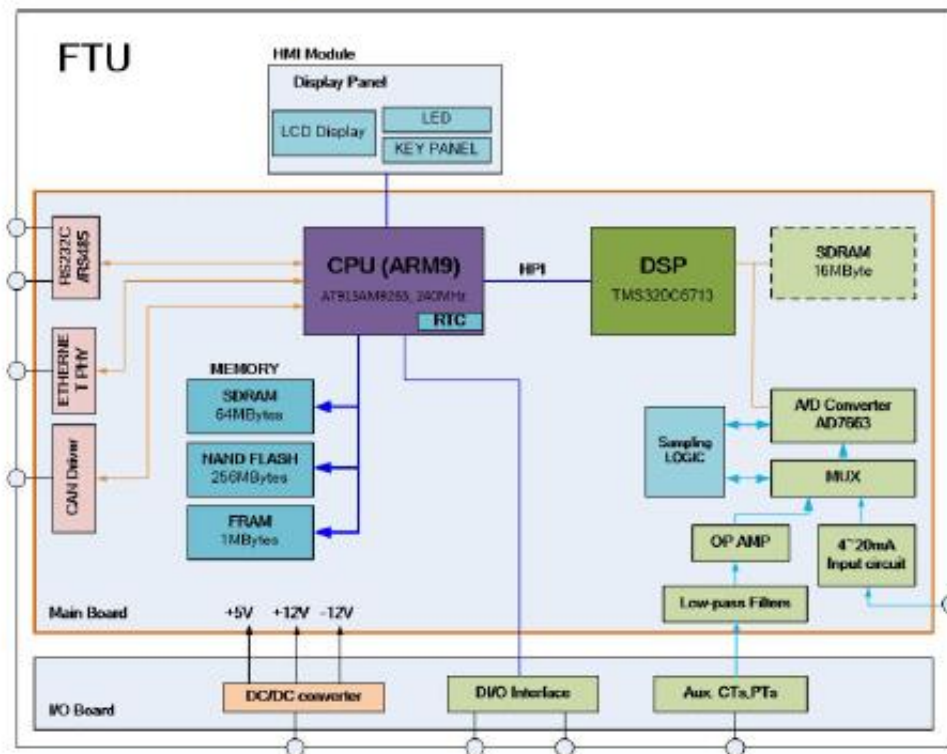 FTU
HMI Module
Display Panel
LCD Display
LED
KEY PANEL
RS232C
/RS485
CPU (ARM9)
AT91SAM9263, 240MHz
RTC
HPI
DSP
TMS320C6713
SDRAM
16MByte
ETHERNE
T PHY
MEMORY
SDRAM
64MBytes
A/D Converter
AD7663
Sampling
LOGIC
MUX
CAN Driver
NAND FLASH
256MBytes
FRAM
1MBytes
OP AMP
4~20mA
Input circuit
Low-pass Filters
Main Board
+5V
+12V
-12V
I/O Board
DC/DC converter
DI/O Interface
Aux. CTs,PTs